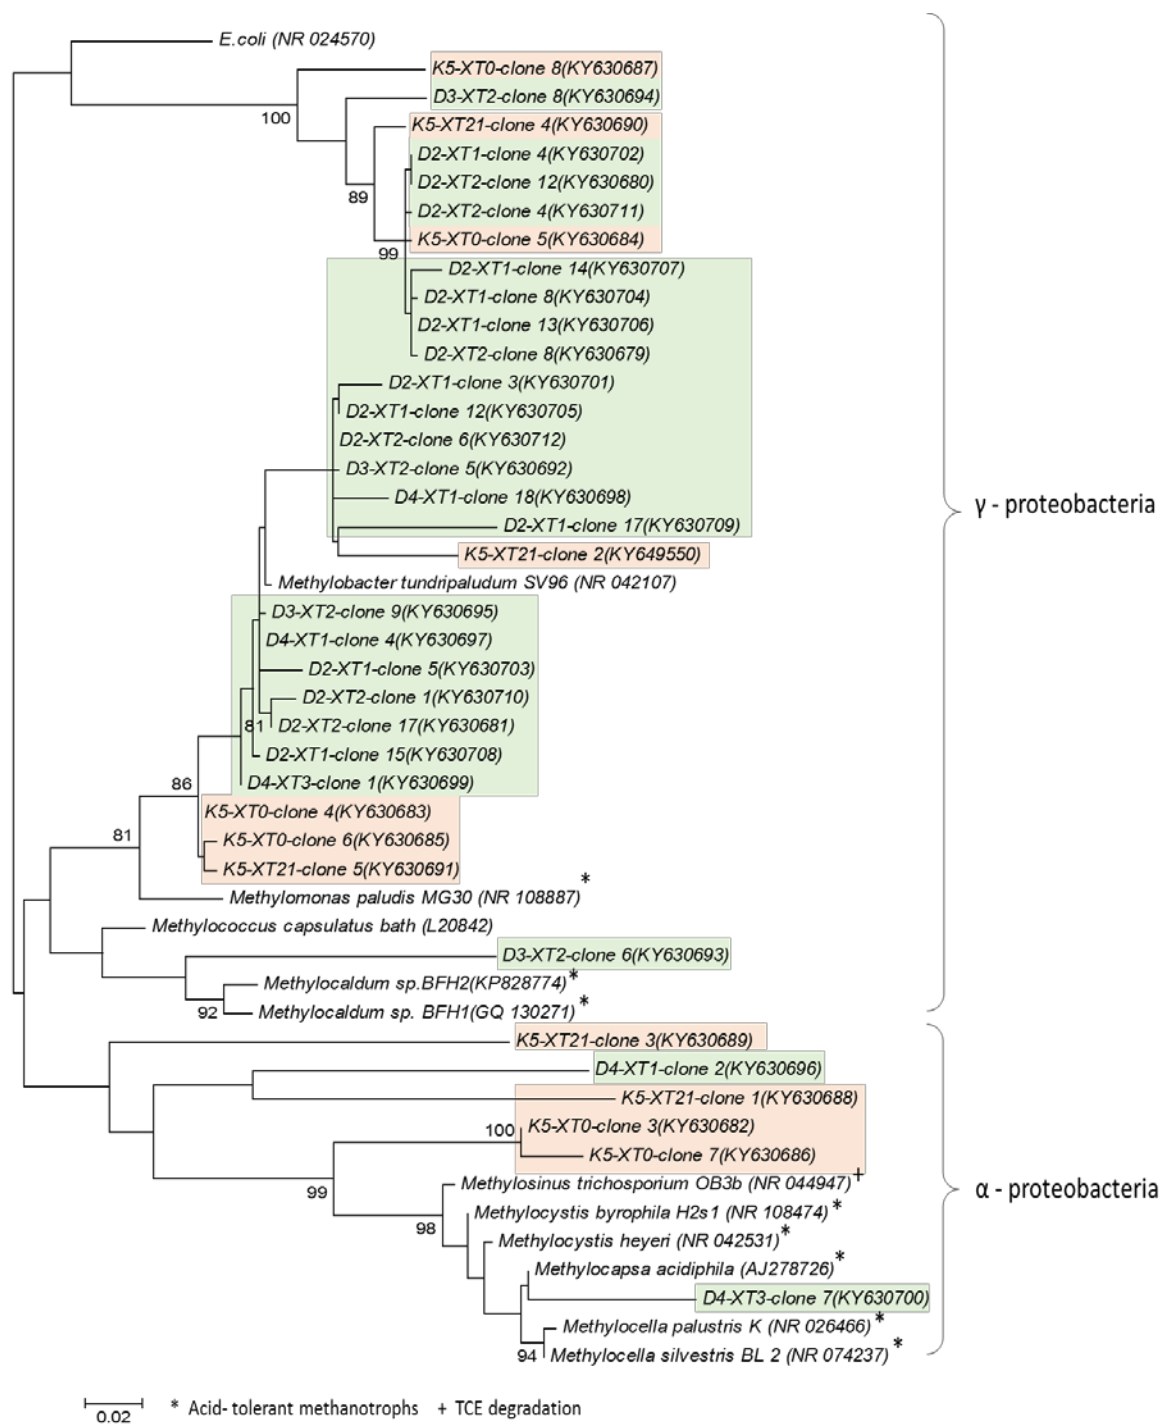 E.coli (NR 024570)
K5-XT0-clone 8(KY630687)
D3-XT2-clone 8(KY630694)
100
K5-XT21-clone 4(KY630690)
D2-XT1-clone 4(KY630702)
D2-XT2-clone 12(KY630680)
89
D2-XT2-clone 4(KY630711)
K5-XT0-clone 5(KY630684)
99
D2-XT1-clone 14(KY630707)
D2-XT1-clone 8(KY630704)
D2-XT1-clone 13(KY630706)
D2-XT2-clone 8(KY630679)
D2-XT1-clone 3(KY630701)
D2-XT1-clone 12(KY630705)
D2-XT2-clone 6(KY630712)
D3-XT2-clone 5(KY630692)
D4-XT1-clone 18(KY630698)
γ - proteobacteria
D2-XT1-clone 17(KY630709)
K5-XT21-clone 2(KY649550)
Methylobacter tundripaludum SV96 (NR 042107)
D3-XT2-clone 9(KY630695)
D4-XT1-clone 4(KY630697)
D2-XT1-clone 5(KY630703)
D2-XT2-clone 1(KY630710)
81 D2-XT2-clone 17(KY630681)
D2-XT1-clone 15(KY630708)
D4-XT3-clone 1(KY630699)
86
K5-XT0-clone 4(KY630683)
81
K5-XT0-clone 6(KY630685)
K5-XT21-clone 5(KY630691)
Methylomonas paludis MG30 (NR 108887)*
Methylococcus capsulatus bath (L20842)
D3-XT2-clone 6(KY630693)
Methylocaldum sp.BFH2(KP828774)*
92 Methylocaldum sp. BFH1(GQ 130271)*
K5-XT21-clone 3(KY630689)
D4-XT1-clone 2(KY630696)
K5-XT21-clone 1(KY630688)
100 K5-XT0-clone 3(KY630682)
K5-XT0-clone 7(KY630686)
Methylosinus trichosporium OB3b (NR 044947)+
99
α - proteobacteria
Methylocystis byrophila H2s1 (NR 108474)*
98
Methylocystis heyeri (NR 042531)*
Methylocapsa acidiphila (AJ278726)*
D4-XT3-clone 7(KY630700)
Methylocella palustris K (NR 026466)*
94 Methylocella silvestris BL 2 (NR 074237)*
0.02 * Acid- tolerant methanotrophs + TCE degradation